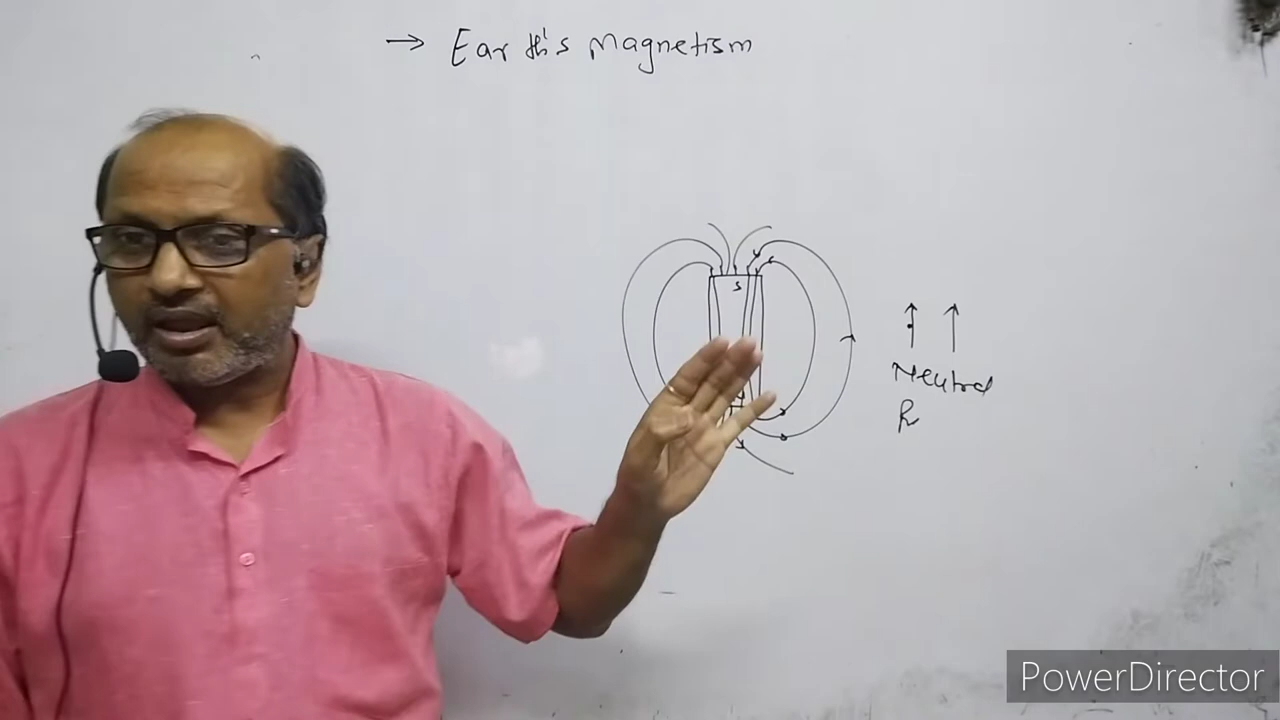 → Earth's Magnetism
S
Neutral
R
PowerDirector